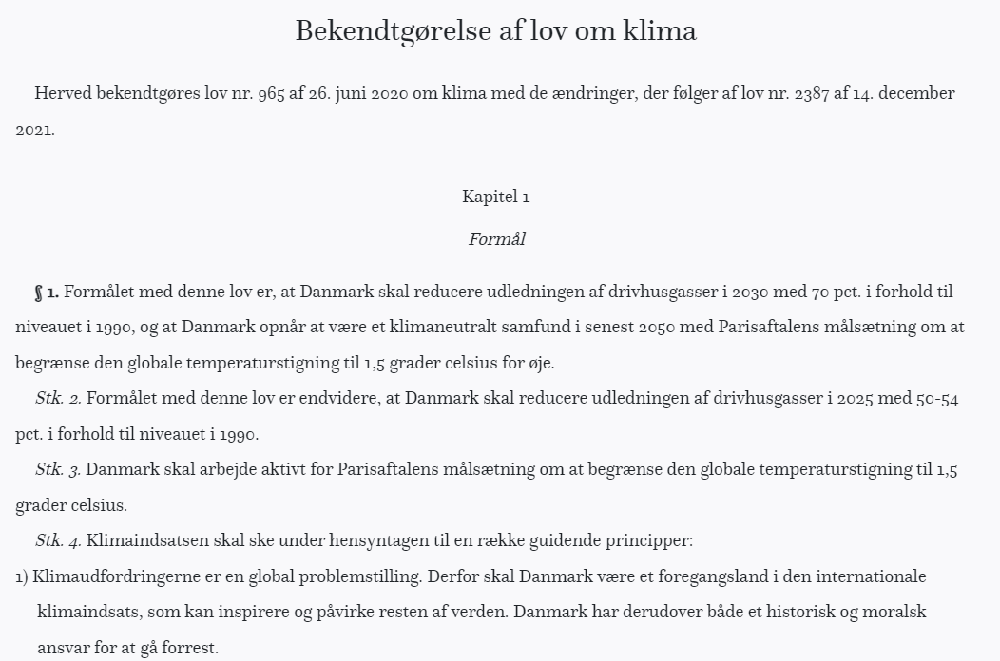 Bekendtgørelse af lov om klima
Herved bekendtgøres lov nr. 965 af 26. juni 2020 om klima med de ændringer, der følger af lov nr. 2387 af 14. december
2021.
Kapitel 1
Formål
§ 1. Formålet med denne lov er, at Danmark skal reducere udledningen af drivhusgasser i 2030 med 70 pct. i forhold til
niveauet i 1990, og at Danmark opnår at være et klimaneutralt samfund i senest 2050 med Parisaftalens målsætning om at
begrænse den globale temperaturstigning til 1,5 grader celsius for øje.
Stk. 2. Formålet med denne lov er endvidere, at Danmark skal reducere udledningen af drivhusgasser i 2025 med 50-54
pct. i forhold til niveauet i 1990.
Stk. 3. Danmark skal arbejde aktivt for Parisaftalens målsætning om at begrænse den globale temperaturstigning til 1,5
grader celsius.
Stk. 4. Klimaindsatsen skal ske under hensyntagen til en række guidende principper:
1) Klimaudfordringerne er en global problemstilling. Derfor skal Danmark være et foregangsland i den internationale
klimaindsats, som kan inspirere og påvirke resten af verden. Danmark har derudover både et historisk og moralsk
ansvar for at gå forrest.